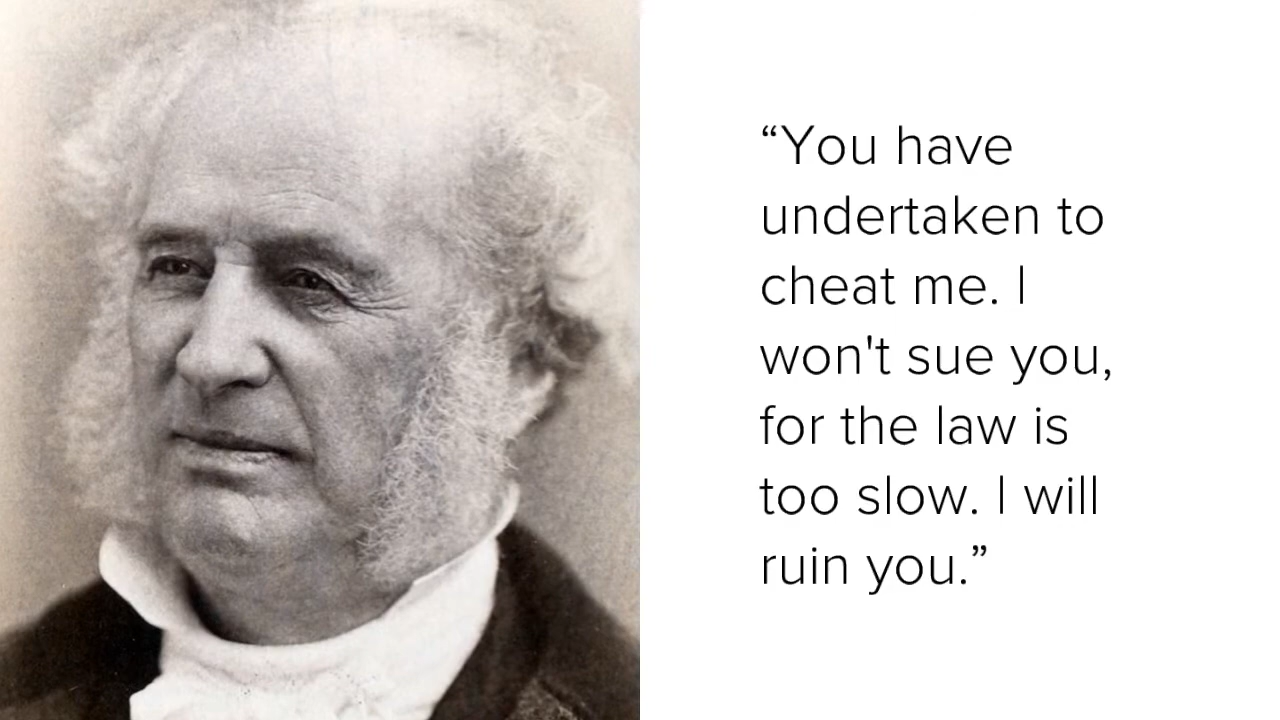 “You have
undertaken to
cheat me. I
won't sue you,
for the law is
too slow. I will
ruin you.”